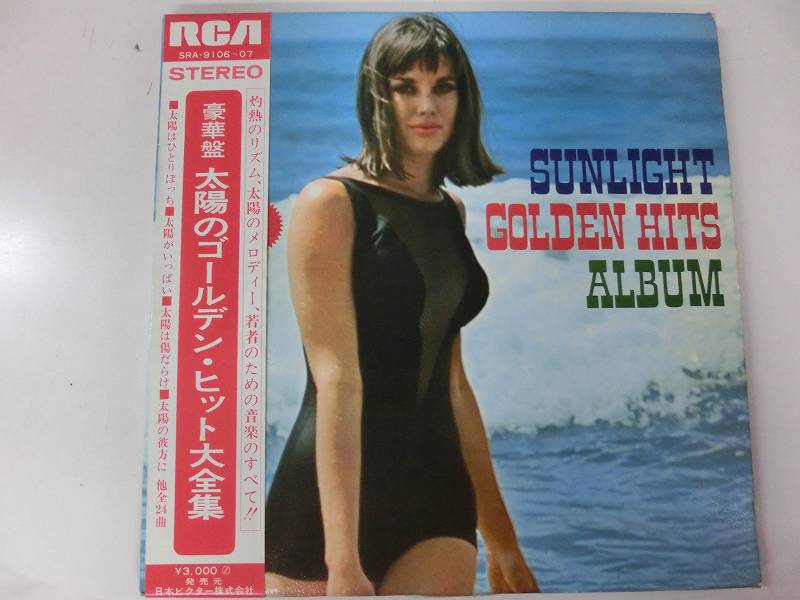 RCA
SRA-9106-07
STEREO
灼熱のリズム、太陽のメロディー、若者のための音楽のすべて!!
豪華盤 太陽のゴールデン・ヒット大全集
■太陽はひとりぼっち■太陽がいっぱい■太陽は傷だらけ■太陽の彼方に 他全24曲
¥3,000
発売元
日本ビクター株式会社
SUNLIGHT
GOLDEN HITS
ALBUM